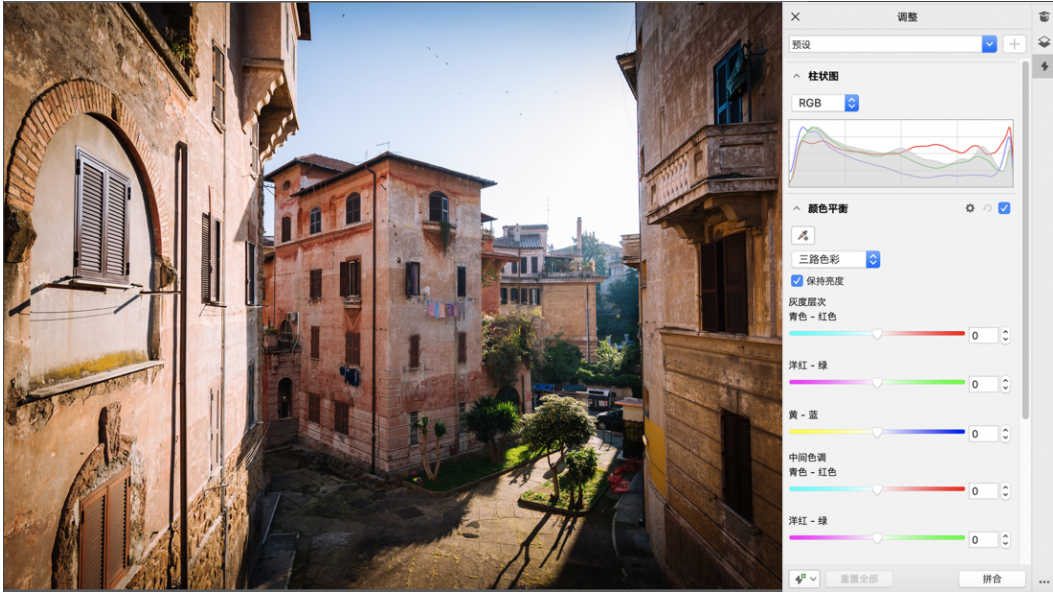 调整
预设
柱状图
RGB
颜色平衡
三路色彩
保持亮度
灰度层次
青色 - 红色
0
洋红 - 绿
0
黄 - 蓝
0
中间色调
青色 - 红色
0
洋红 - 绿
0
重置全部
拼合